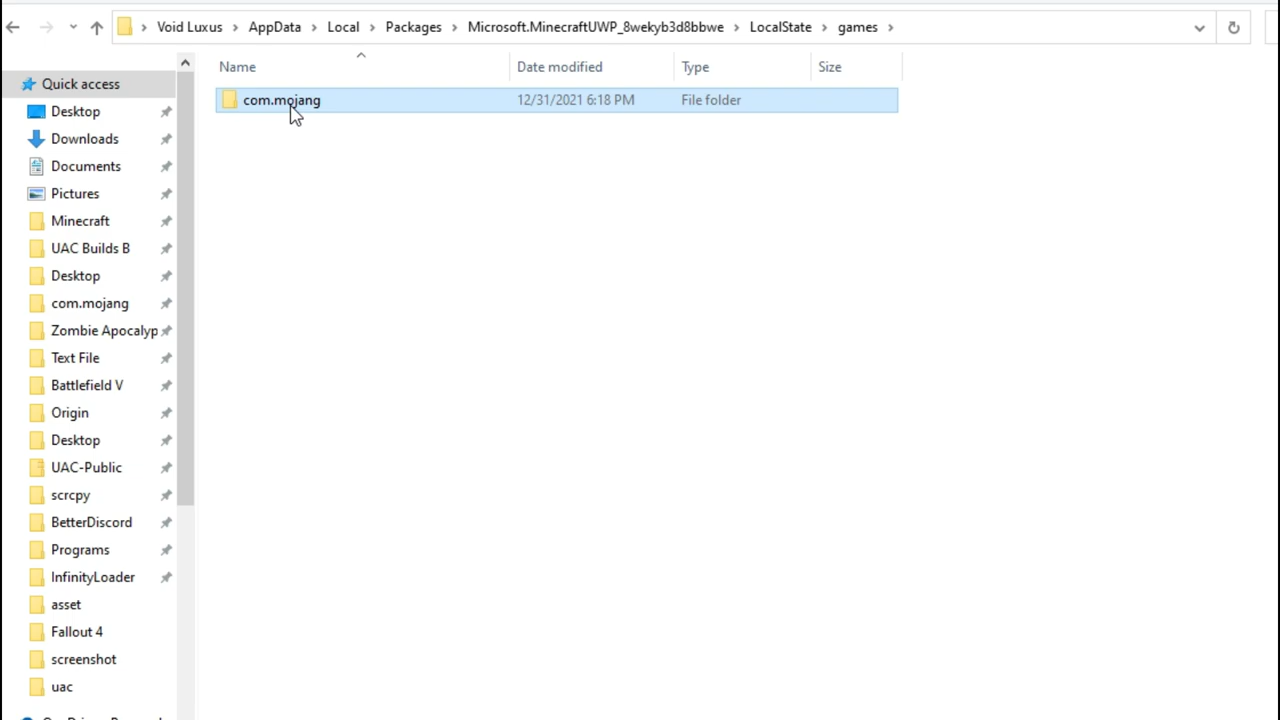 Void Luxus > AppData > Local > Packages > Microsoft.MinecraftUWP_8wekyb3d8bbwe > LocalState > games >
Name Date modified Type Size
com.mojang 12/31/2021 6:18 PM File folder
Quick access
Desktop
Downloads
Documents
Pictures
Minecraft
UAC Builds B
Desktop
com.mojang
Zombie Apocalyp
Text File
Battlefield V
Origin
Desktop
UAC-Public
scrcpy
BetterDiscord
Programs
InfinityLoader
asset
Fallout 4
screenshot
uac